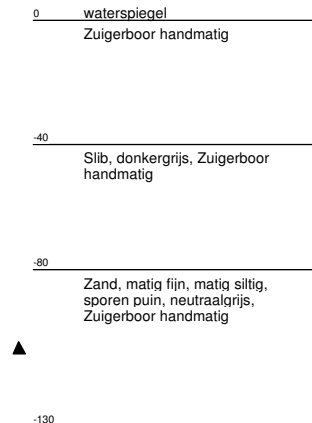 0 waterspiegel
Zuigerboor handmatig
-40
Slib, donkergrijs, Zuigerboor
handmatig
-80
Zand, matig fijn, matig siltig,
sporen puin, neutraalgrijs,
Zuigerboor handmatig
-130